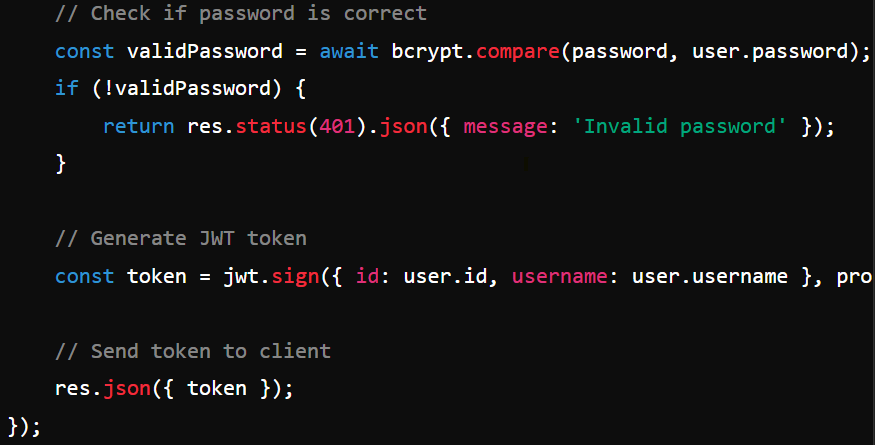 // Check if password is correct
const validPassword = await bcrypt.compare(password, user.password);
if (!validPassword) {
return res.status(401).json({ message: 'Invalid password' });
}
// Generate JWT token
const token = jwt.sign({ id: user.id, username: user.username }, pro
// Send token to client
res.json({ token });
});